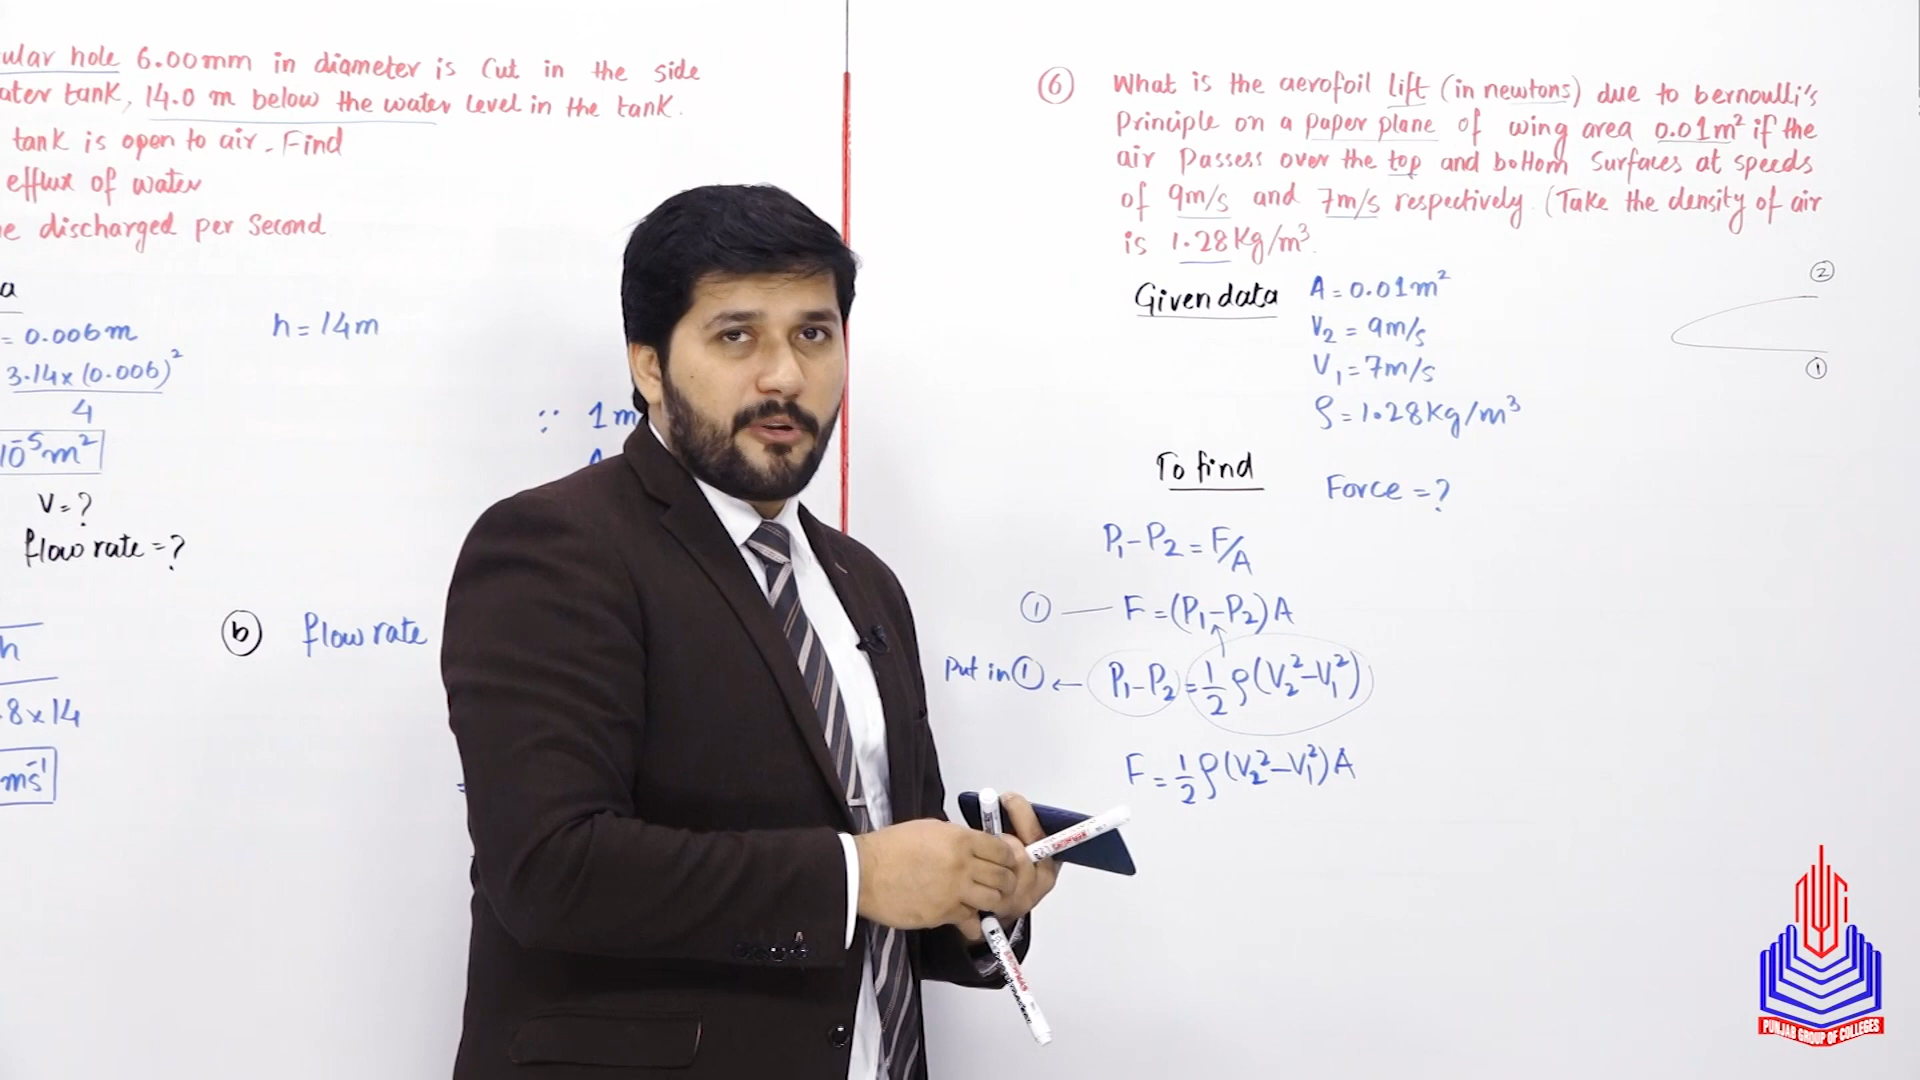 ular hole 6.00mm in diameter is Cut in the side
ater tank, 14.0 m below the water level in the tank.
tank is open to air. Find
efflux of water
e discharged per Second
a
= 0.006m
h = 14m
3.14 x (0.006)²
4
10⁻⁵m²
∵ 1m
V = ?
flow rate = ?
h
.8 x 14
ms⁻¹
(b) flow rate
=
(6) What is the aerofoil lift (in newtons) due to bernoulli's
Principle on a paper plane of wing area 0.01m² if the
air Passess over the top and bottom Surfaces at speeds
of 9m/s and 7m/s respectively. (Take the density of air
is 1.28Kg/m³.
Given data A = 0.01m²
V₂ = 9m/s
V₁ = 7m/s
ρ = 1.28Kg/m³
②
①
To find Force = ?
P₁-P₂ = F/A
① — F = (P₁-P₂)A
Put in ① ← P₁-P₂ = 1/2 ρ(V₂²-V₁²)
F = 1/2 ρ(V₂²-V₁²)A
PUNJAB GROUP OF COLLEGES